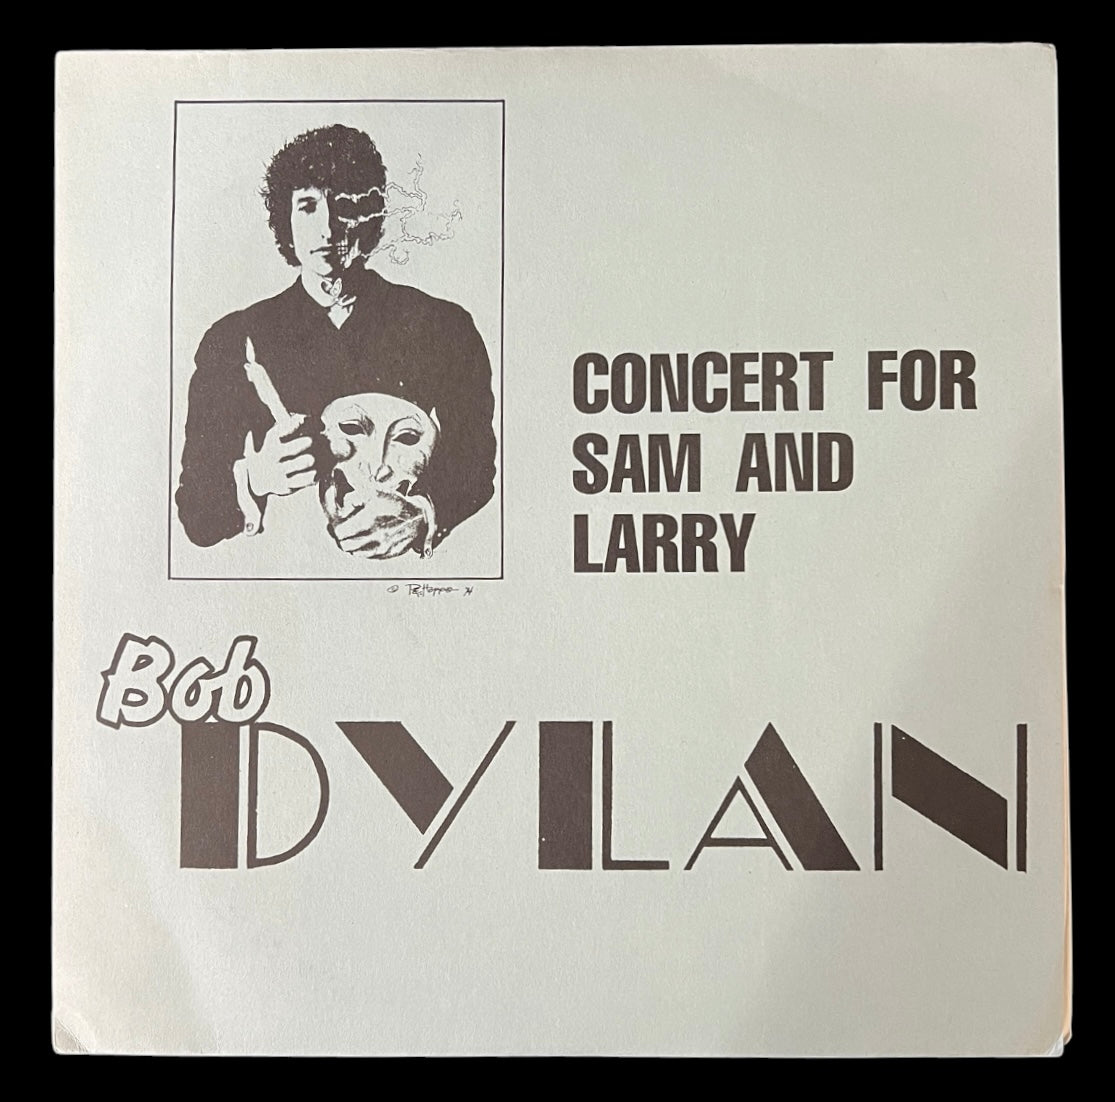 CONCERT FOR
SAM AND
LARRY
©
Bob
DYLAN